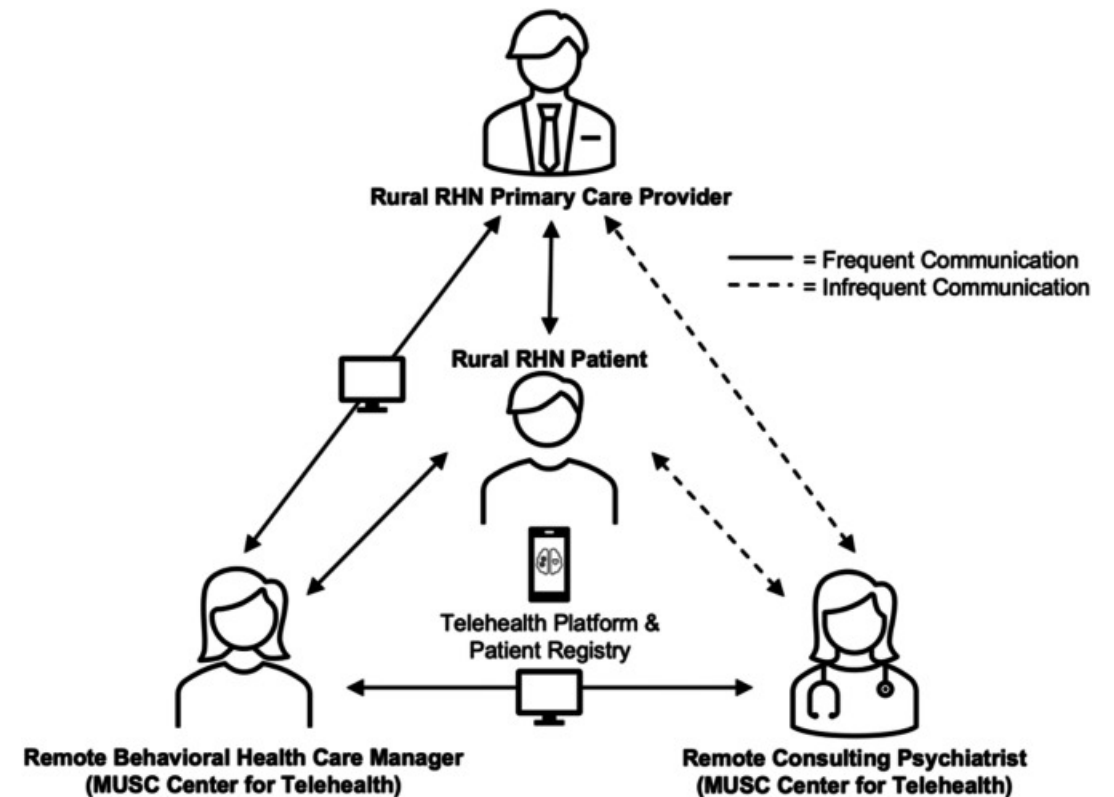 Rural RHN Primary Care Provider
= Frequent Communication
= Infrequent Communication
Rural RHN Patient
Telehealth Platform &
Patient Registry
Remote Behavioral Health Care Manager
(MUSC Center for Telehealth)
Remote Consulting Psychiatrist
(MUSC Center for Telehealth)